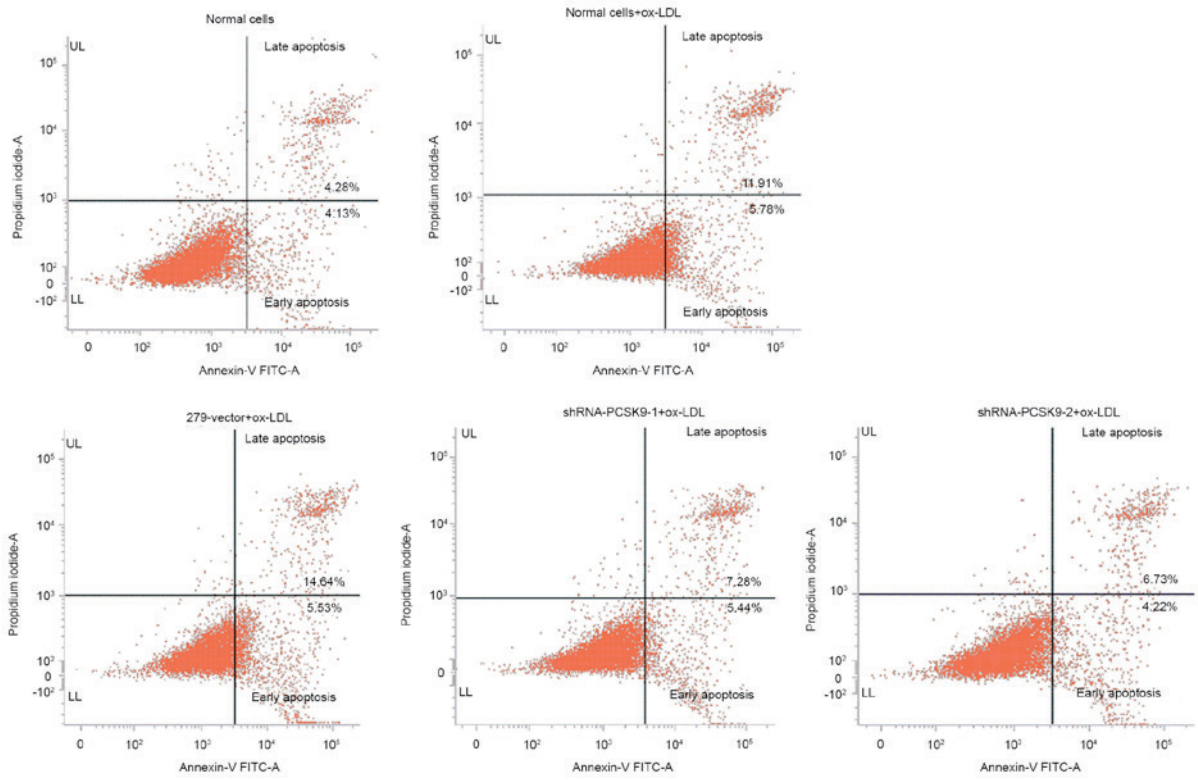 Normal cells
UL
Late apoptosis
10⁵
10⁴
10³
10²
0
-10²
Propidium iodide-A
4.28%
4.13%
LL
Early apoptosis
0 10² 10³ 10⁴ 10⁵
Annexin-V FITC-A
Normal cells+ox-LDL
UL
Late apoptosis
10⁵
10⁴
10³
10²
0
-10²
Propidium iodide-A
11.91%
5.78%
LL
Early apoptosis
0 10² 10³ 10⁴ 10⁵
Annexin-V FITC-A
279-vector+ox-LDL
UL
Late apoptosis
10⁵
10⁴
10³
10²
0
-10²
Propidium iodide-A
14.64%
5.53%
LL
Early apoptosis
0 10² 10³ 10⁴ 10⁵
Annexin-V FITC-A
shRNA-PCSK9-1+ox-LDL
UL
Late apoptosis
10⁵
10⁴
10³
0
Propidium iodide-A
7.28%
5.44%
LL
Early apoptosis
0 10² 10³ 10⁴ 10⁵
Annexin-V FITC-A
shRNA-PCSK9-2+ox-LDL
UL
Late apoptosis
10⁵
10⁴
10³
10²
0
-10²
Propidium iodide-A
6.73%
4.22%
LL
Early apoptosis
0 10² 10³ 10⁴ 10⁵
Annexin-V FITC-A